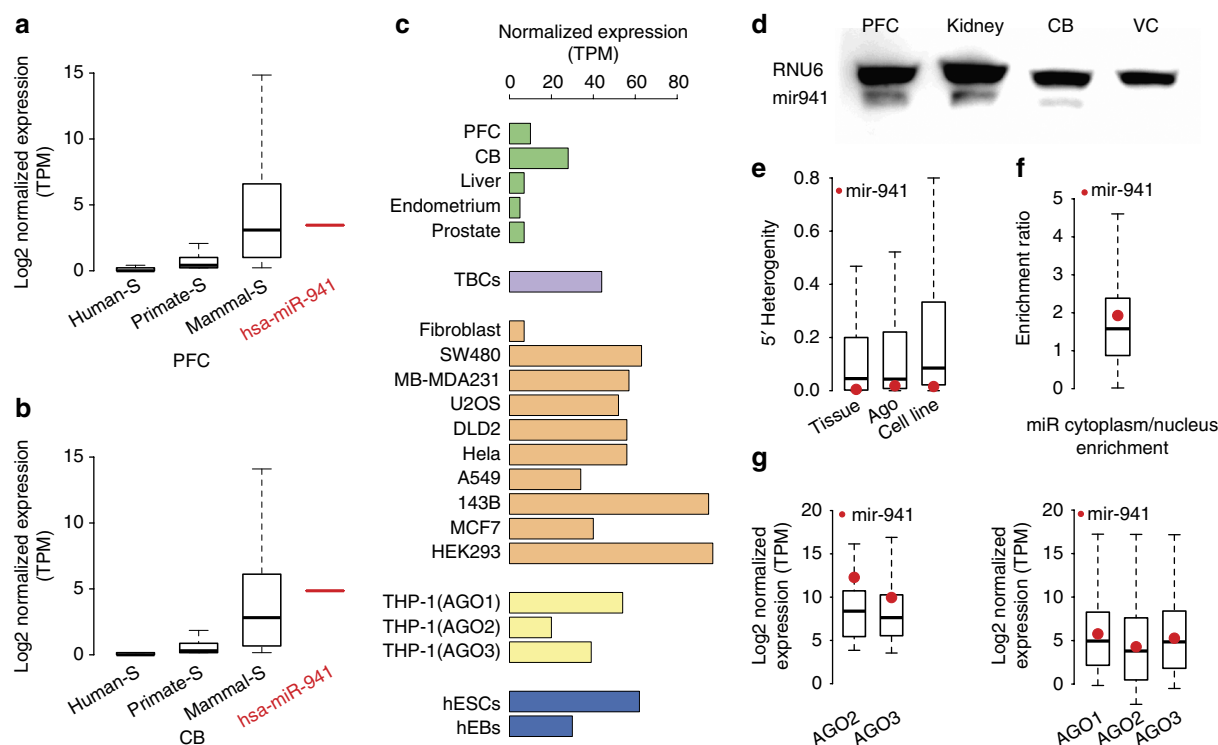 a
Log2 normalized expression
(TPM)
15
10
5
0
Human-S
Primate-S
Mammal-S
hsa-miR-941
PFC
b
Log2 normalized expression
(TPM)
15
10
5
0
Human-S
Primate-S
Mammal-S
hsa-miR-941
CB
c
Normalized expression
(TPM)
0 20 40 60 80
PFC
CB
Liver
Endometrium
Prostate
TBCs
Fibroblast
SW480
MB-MDA231
U2OS
DLD2
Hela
A549
143B
MCF7
HEK293
THP-1(AGO1)
THP-1(AGO2)
THP-1(AGO3)
hESCs
hEBs
d
PFC Kidney CB VC
RNU6
mir941
e
5′ Heterogenity
0.8
0.6
0.4
0.2
0.0
mir-941
Tissue
Ago
Cell line
f
Enrichment ratio
5
4
3
2
1
0
mir-941
miR cytoplasm/nucleus
enrichment
g
Log2 normalized
expression (TPM)
20
15
10
5
0
mir-941
AGO2
AGO3
Log2 normalized
expression (TPM)
20
15
10
5
0
mir-941
AGO1
AGO2
AGO3